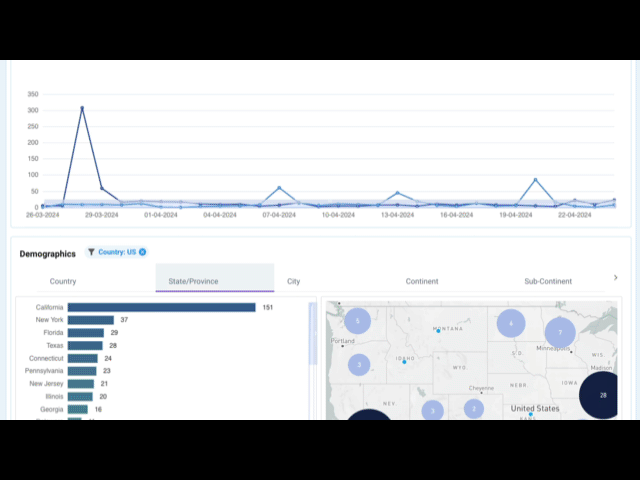 350
300
250
200
150
100
50
0
26-03-2024 29-03-2024 01-04-2024 04-04-2024 07-04-2024 10-04-2024 13-04-2024 16-04-2024 19-04-2024 22-04-2024
Demographics Country: US
Country State/Province City Continent Sub-Continent
California 151
New York 37
Florida 29
Texas 28
Connecticut 24
Pennsylvania 23
New Jersey 21
Illinois 20
Georgia 16
5
Portland
MONTANA
4
7
Minneapolis
S.D.
WIS.
3
IDAHO
WYO.
Madison
Cheyenne
NEBR.
IOWA
28
NEV.
3
2
United States